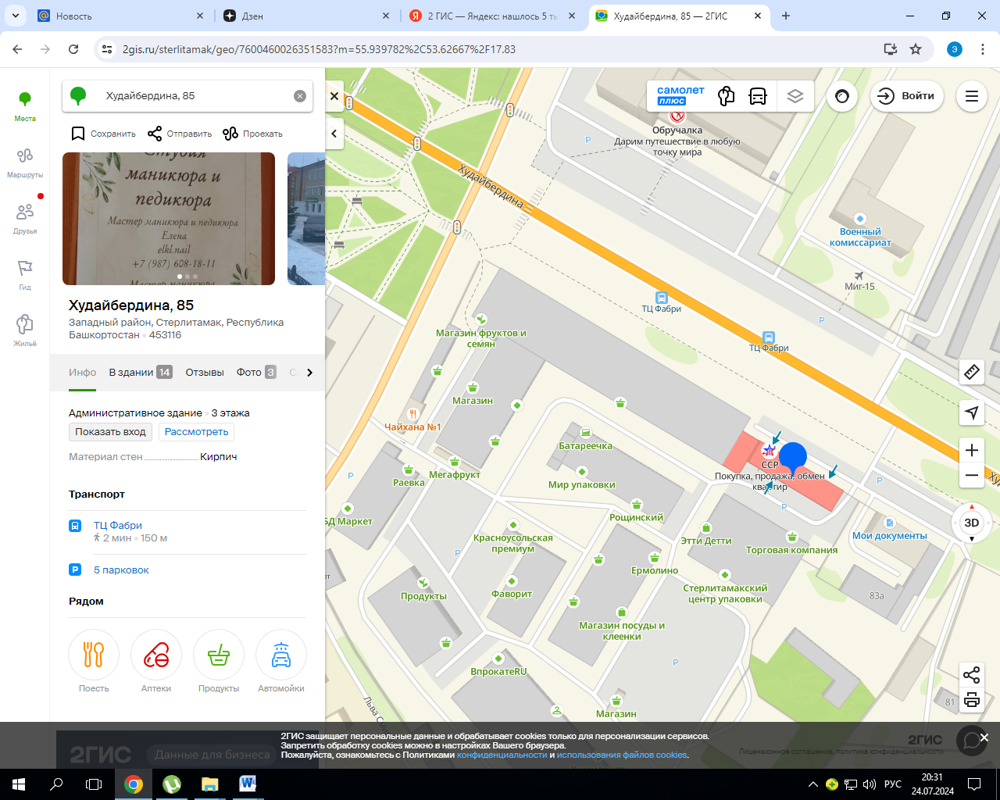 Новость
Дзен
2 ГИС — Яндекс: нашлось 5 ты
Худайбердина, 85 — 2ГИС
2gis.ru/sterlitamak/geo/7600460026351583?m=55.939782%2C53.62667%2F17.83
Э
Места
Маршруты
Друзья
Гид
Жильё
Худайбердина, 85
Сохранить
Отправить
Проехать
Студия
маникюра и
педикюра
Мастер маникюра и педикюра
Елена
elkl.nail
+7 (987) 608-18-11
Мастер маникюра
Худайбердина, 85
Западный район, Стерлитамак, Республика
Башкортостан • 453116
Инфо
В здании 14
Отзывы
Фото 3
Административное здание • 3 этажа
Показать вход
Рассмотреть
Материал стен
Кирпич
Транспорт
ТЦ Фабри
2 мин • 150 м
5 парковок
Рядом
Поесть
Аптеки
Продукты
Автомойки
2ГИС
Данные для бизнеса
самолет
плюс
Войти
Обручалка
Дарим путешествие в любую
точку мира
P
Худайбердина
Военный
комиссариат
Миг-15
ТЦ Фабри
P
ТЦ Фабри
Магазин фруктов и
семян
Магазин
Чайхана №1
Батареечка
Мегафрукт
Раевка
P
Мир упаковки
ССР
Покупка, продажа, обмен
квартир
P
P
БД Маркет
Рощинский
Красноусольская
премиум
Этти Детти
Мои документы
Торговая компания
P
Ермолино
Фаворит
Продукты
Стерлитамакский
центр упаковки
83а
Магазин посуды и
клеенки
P
ВпрокатеRU
Магазин
81
3D
2ГИС защищает персональные данные и обрабатывает cookies только для персонализации сервисов.
Запретить обработку cookies можно в настройках Вашего браузера.
Пожалуйста, ознакомьтесь с Политиками конфиденциальности и использования файлов cookies.
2ГИС
Лицензионное соглашение, политика конфиденциальности
РУС
20:31
24.07.2024